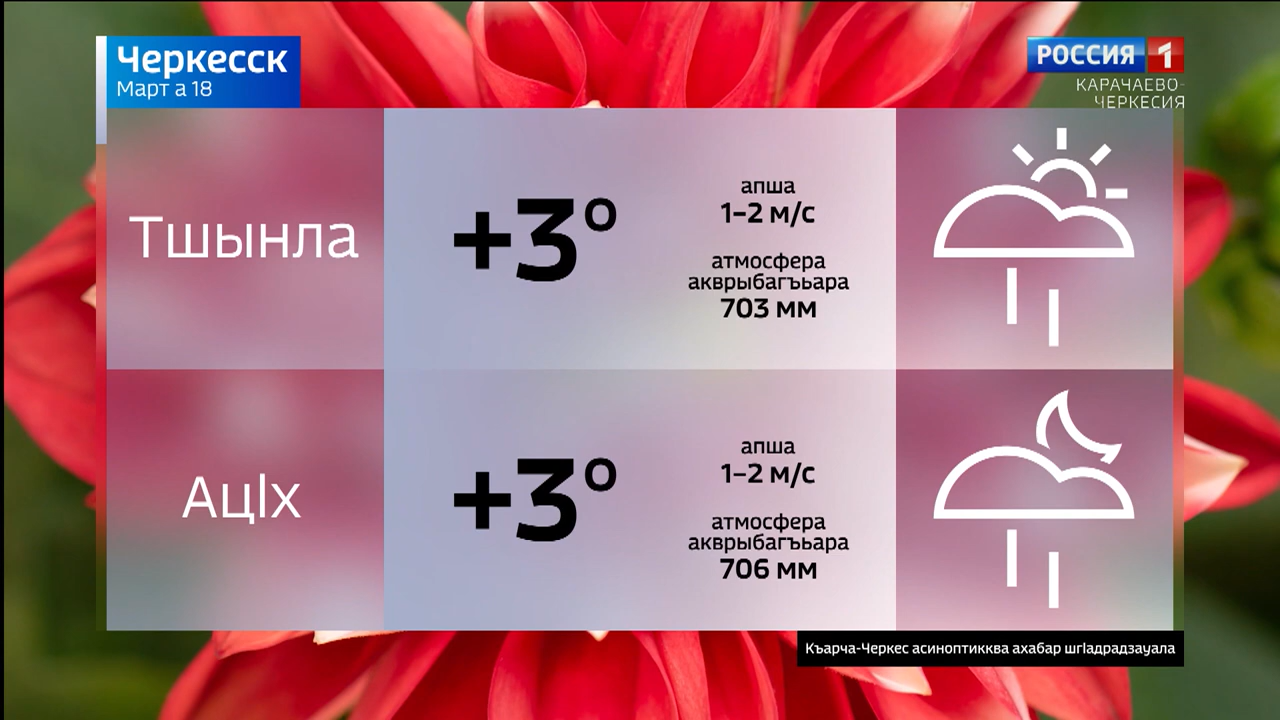 Черкесск
Март а 18
РОССИЯ 1
КАРАЧАЕВО-
ЧЕРКЕСИЯ
Тшынла
+3°
апша
1-2 м/с
атмосфера
акврыбагъьара
703 мм
АцӀх
+3°
апша
1-2 м/с
атмосфера
акврыбагъьара
706 мм
Къарча-Черкес асиноптикква ахабар шгӀадрадзауала